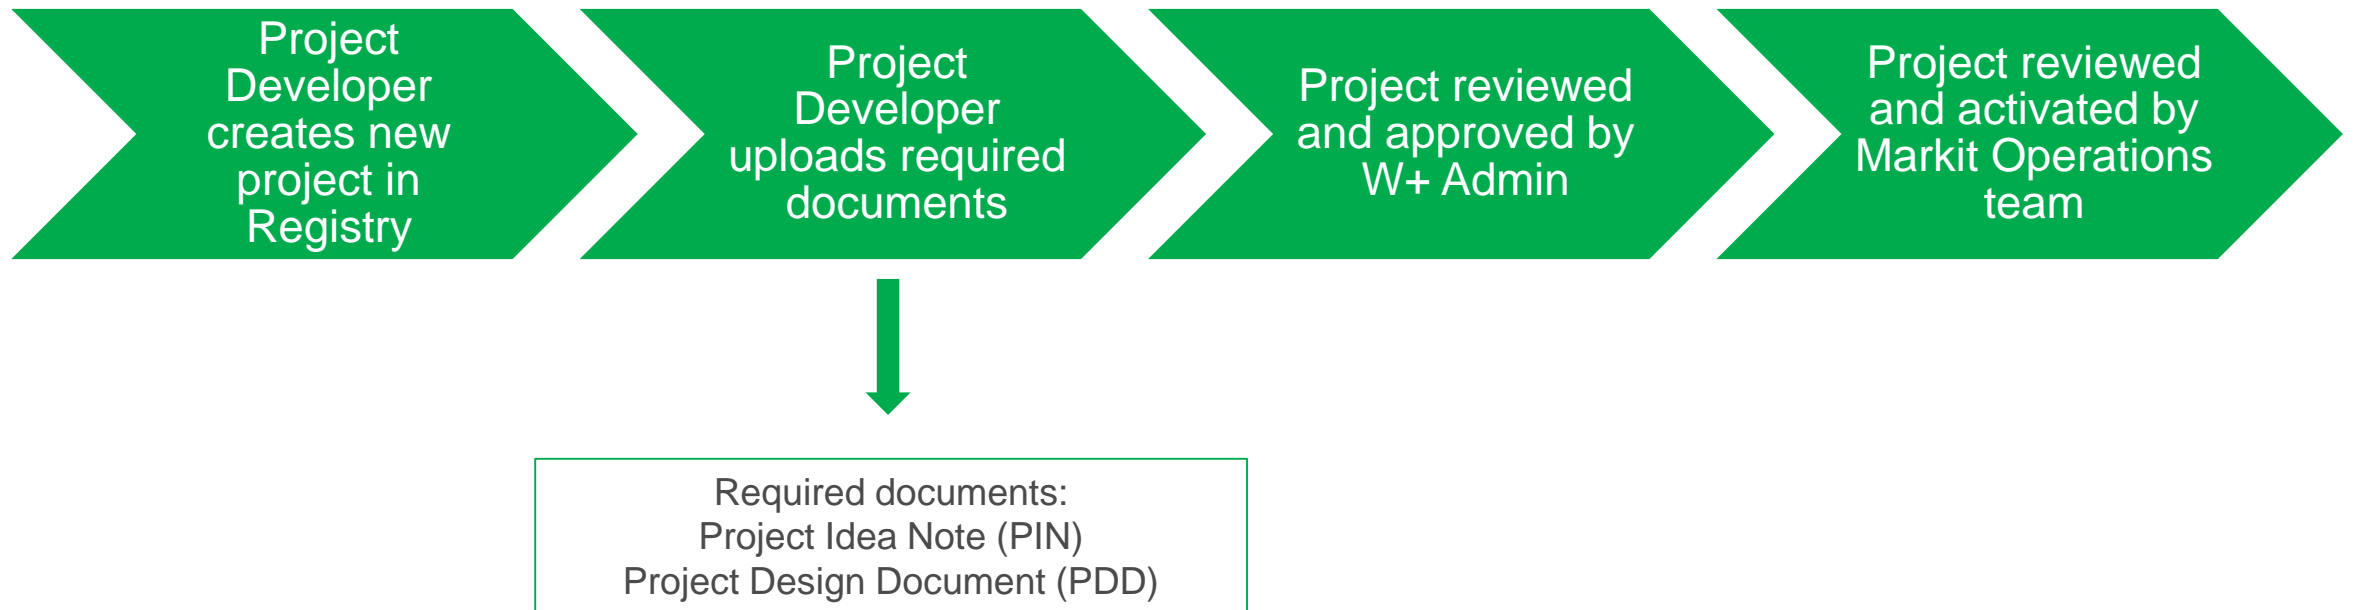 Project
Developer
creates new
project in
Registry
Project
Developer
uploads required
documents
Project reviewed
and approved by
W+ Admin
Project reviewed
and activated by
Markit Operations
team
Required documents:
Project Idea Note (PIN)
Project Design Document (PDD)